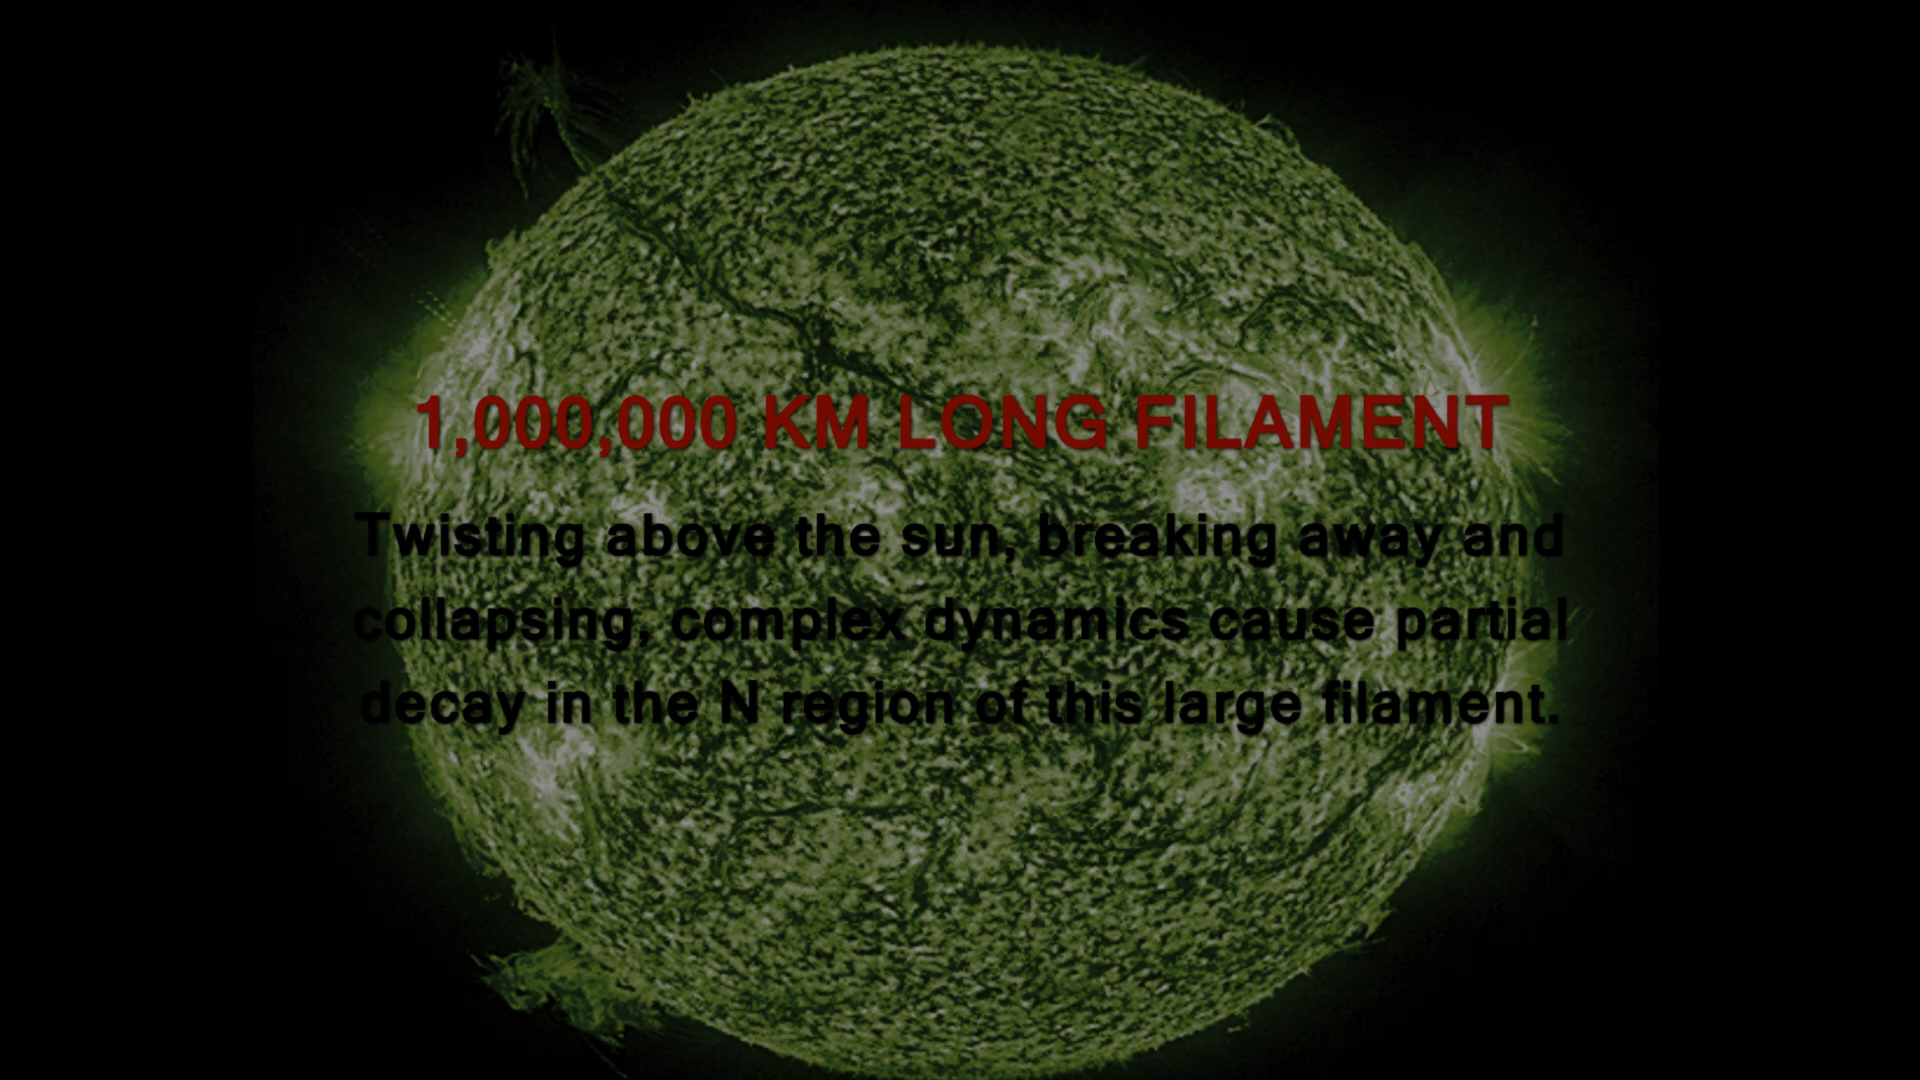 1,000,000 KM LONG FILAMENT
Twisting above the sun, breaking away and
collapsing, complex dynamics cause partial
decay in the N region of this large filament.